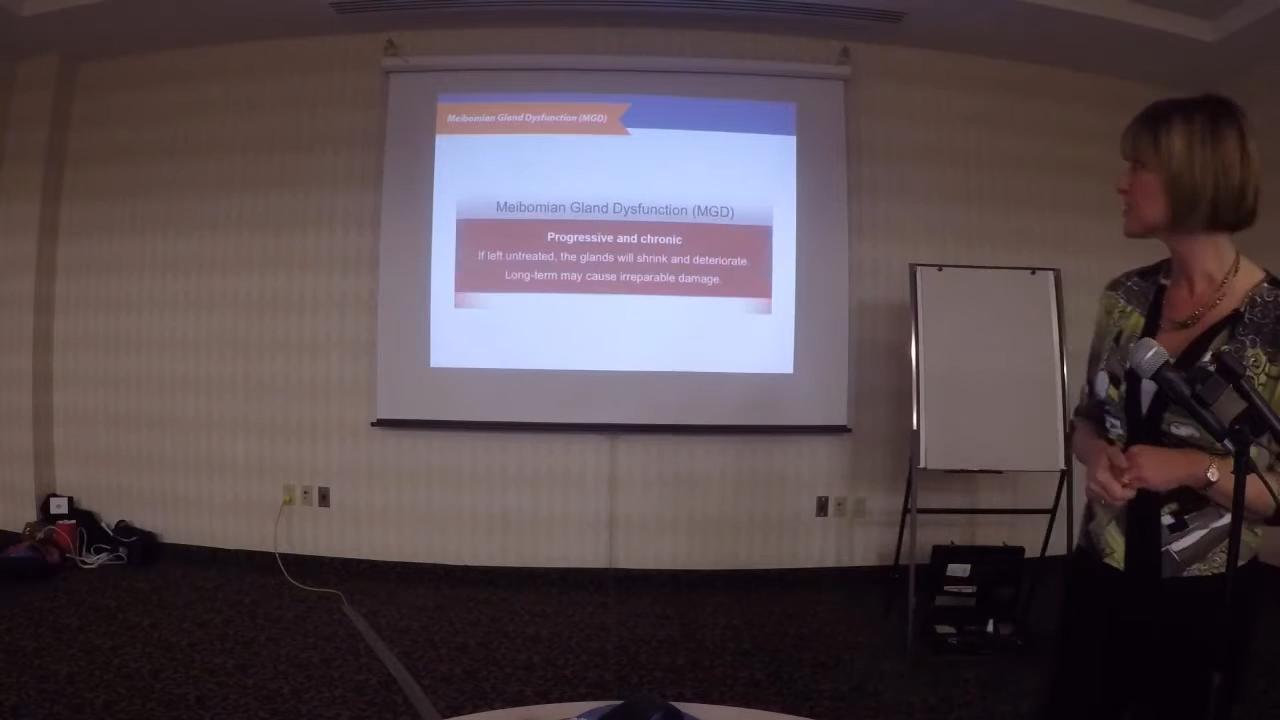 Meibomian Gland Dysfunction (MGD)
Meibomian Gland Dysfunction (MGD)
Progressive and chronic
If left untreated, the glands will shrink and deteriorate.
Long-term may cause irreparable damage.